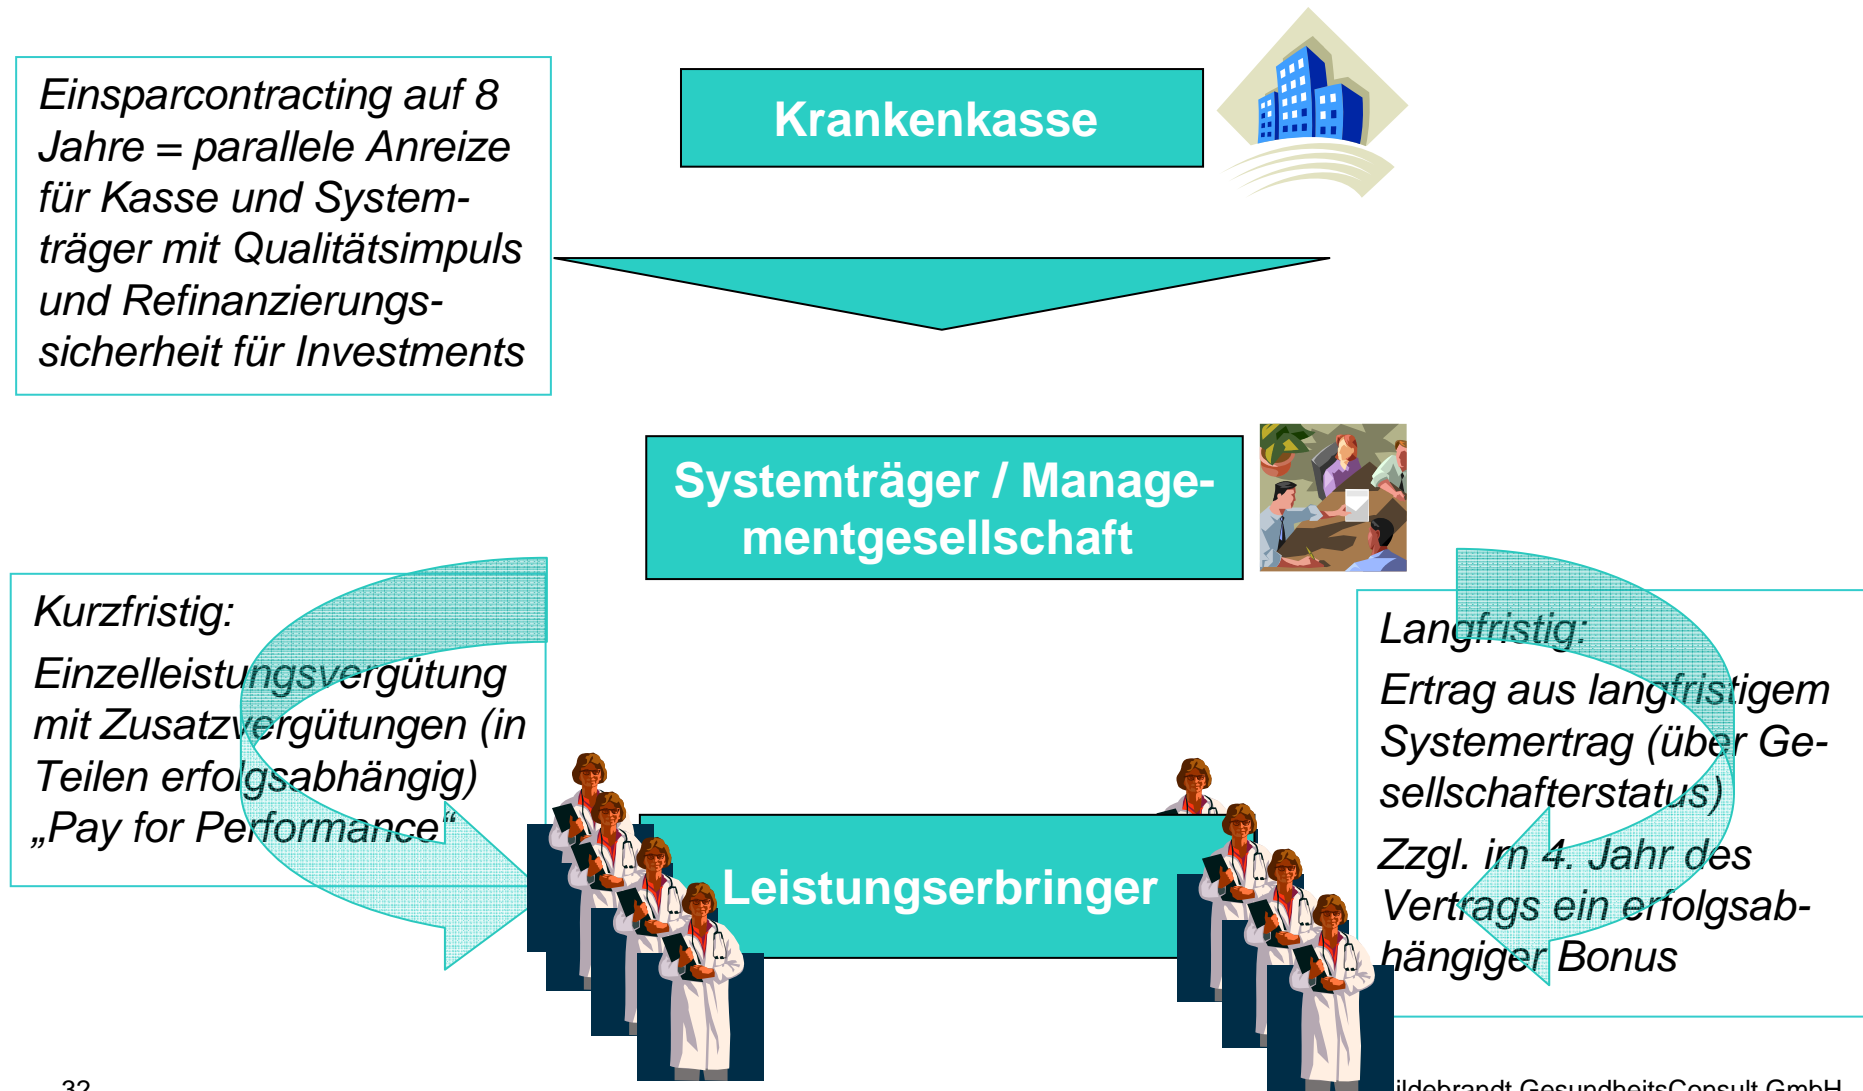 Einsparcontracting auf 8
Jahre = parallele Anreize
für Kasse und System-
träger mit Qualitätsimpuls
und Refinanzierungs-
sicherheit für Investments
Krankenkasse
Systemträger / Manage-
mentgesellschaft
Kurzfristig:
Einzelleistungsvergütung
mit Zusatzvergütungen (in
Teilen erfolgsabhängig)
„Pay for Performance“
Langfristig:
Ertrag aus langfristigem
Systemertrag (über Ge-
sellschafterstatus)
Zzgl. im 4. Jahr des
Vertrags ein erfolgsab-
hängiger Bonus
Leistungserbringer
32
GesundheitsConsult GmbH